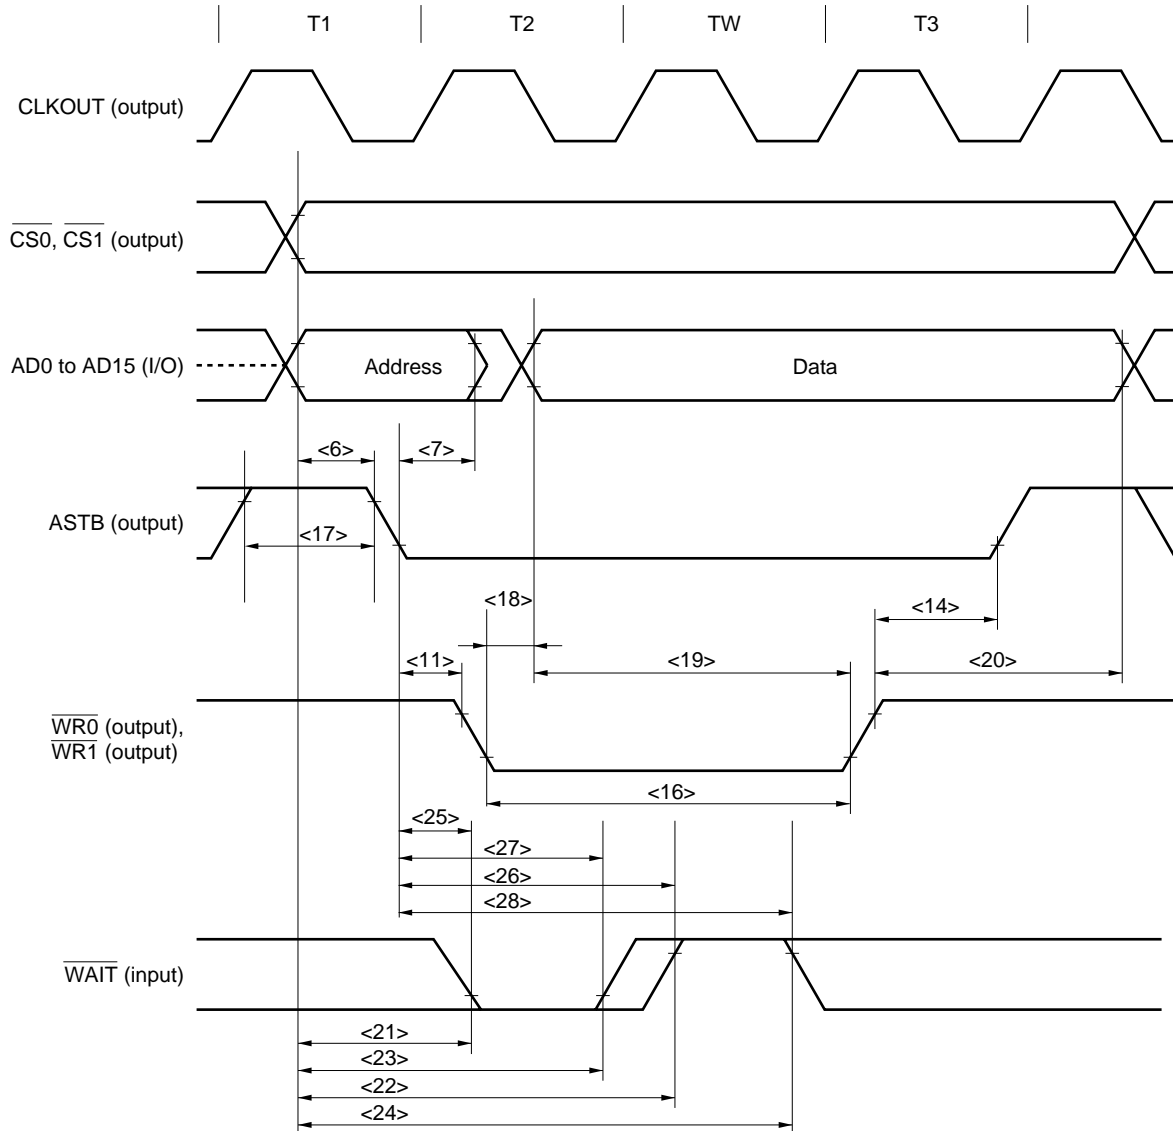 T1 T2 TW T3
CLKOUT (output)
CS0, CS1 (output)
AD0 to AD15 (I/O)
Address
Data
<6>
<7>
ASTB (output)
<17>
<18>
<14>
<11>
<19>
<20>
WR0 (output),
WR1 (output)
<16>
<25>
<27>
<26>
<28>
WAIT (input)
<21>
<23>
<22>
<24>